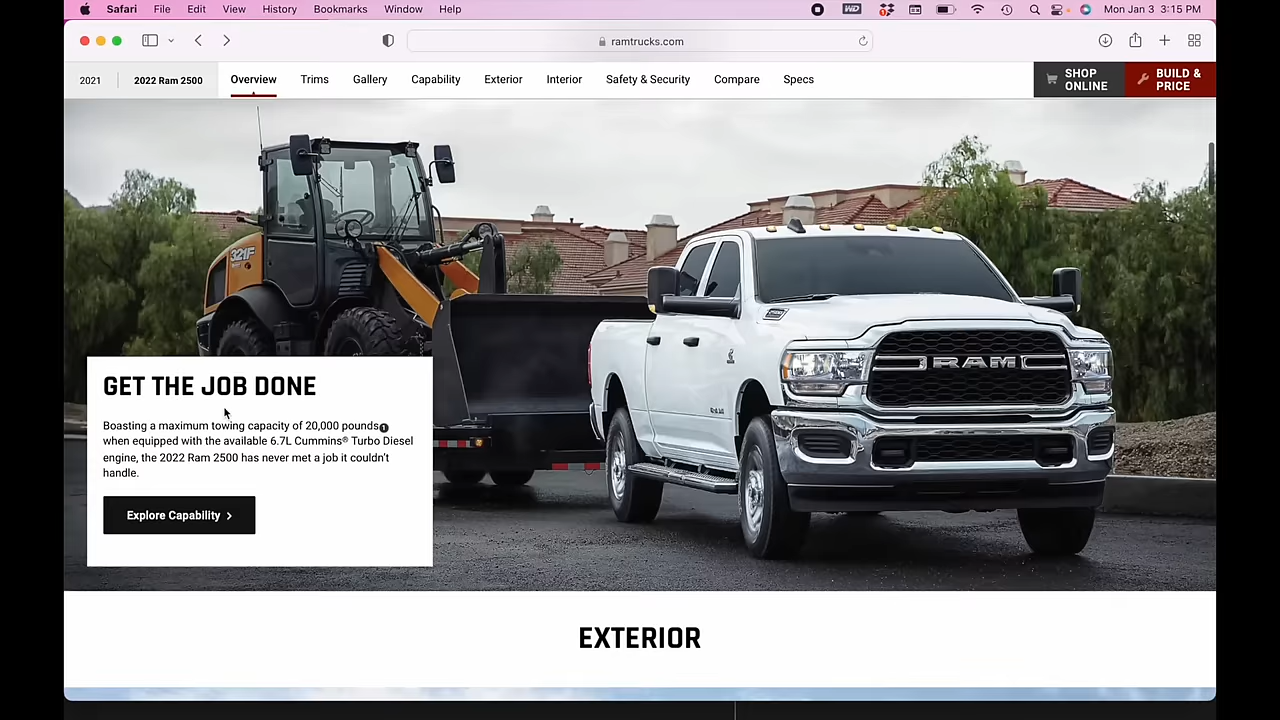 Safari File Edit View History Bookmarks Window Help
WD
Mon Jan 3 3:15 PM
ramtrucks.com
2021 2022 Ram 2500 Overview Trims Gallery Capability Exterior Interior Safety & Security Compare Specs
SHOP ONLINE
BUILD & PRICE
321F
2500
RAM
GET THE JOB DONE
Boasting a maximum towing capacity of 20,000 pounds1
when equipped with the available 6.7L Cummins® Turbo Diesel
engine, the 2022 Ram 2500 has never met a job it couldn't
handle.
Explore Capability
EXTERIOR